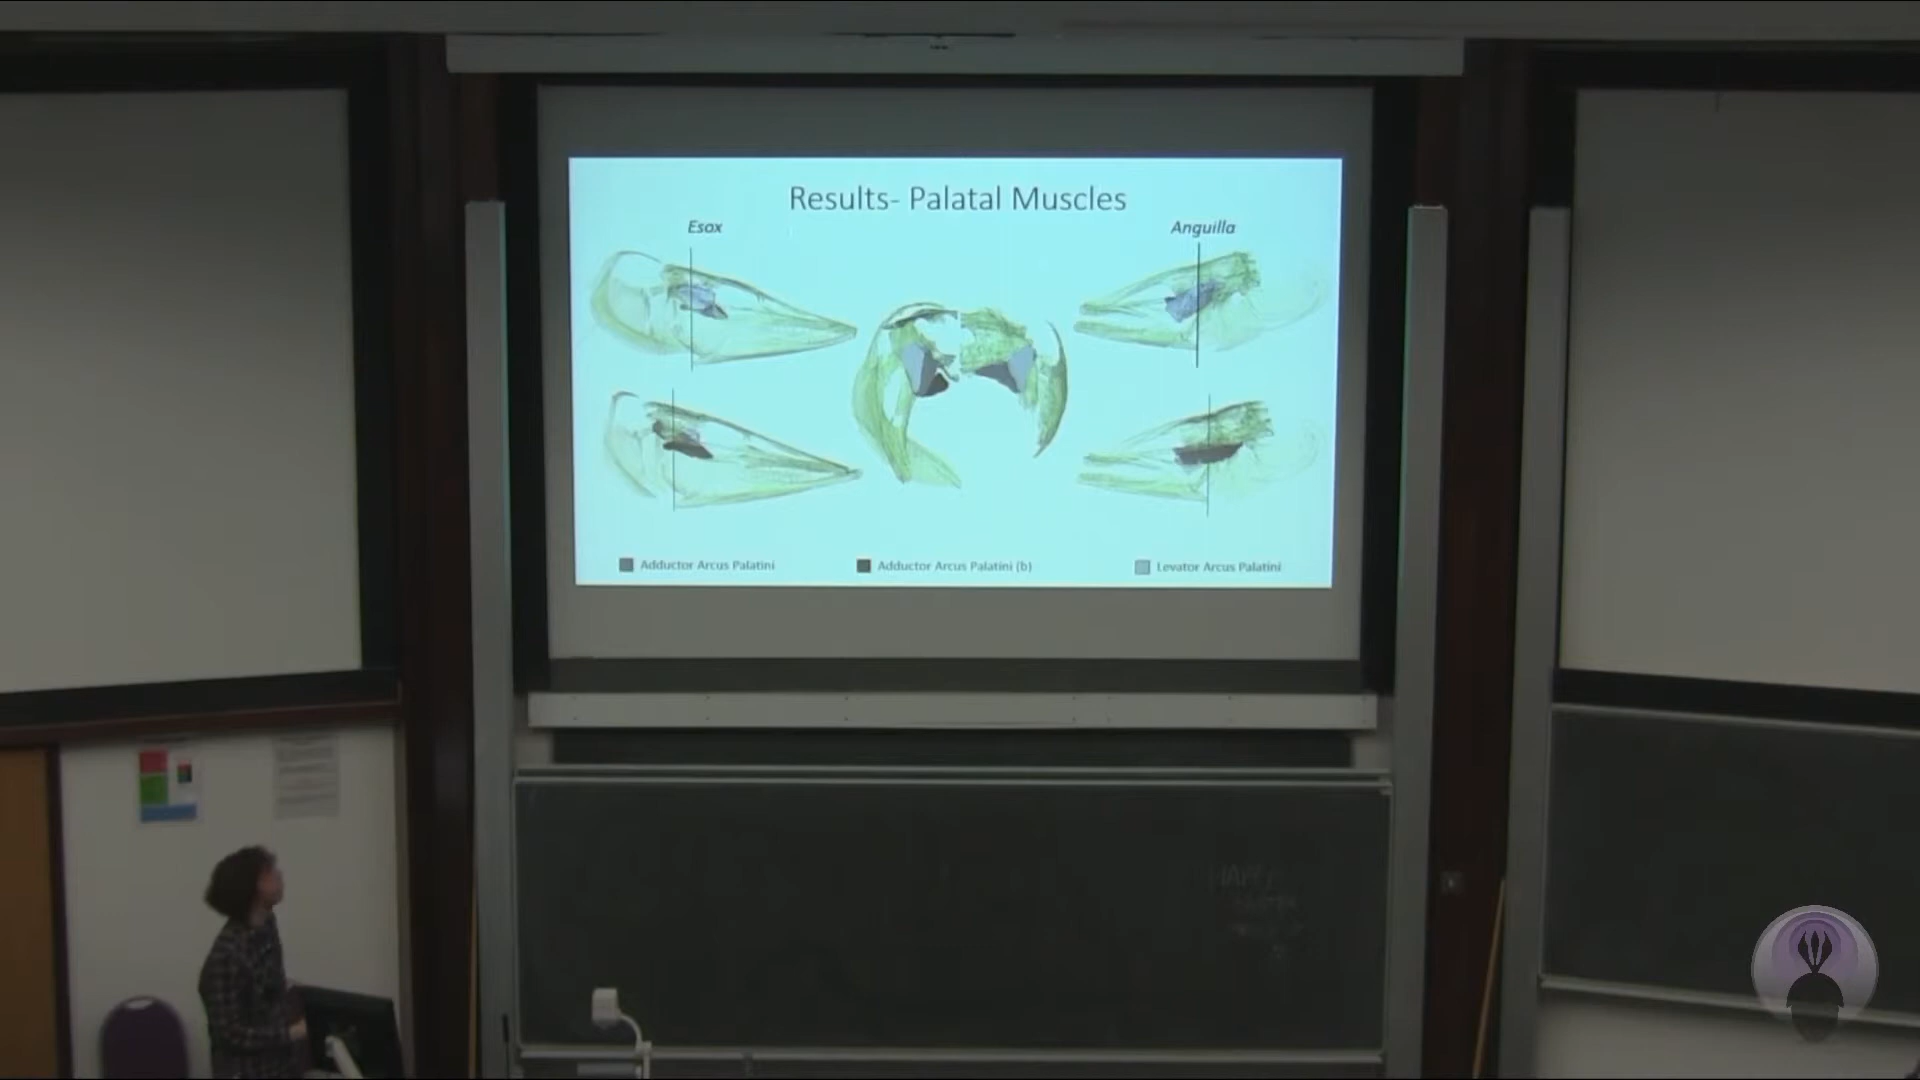 Results- Palatal Muscles
Esox
Anguilla
Adductor Arcus Palatini
Adductor Arcus Palatini (b)
Levator Arcus Palatini